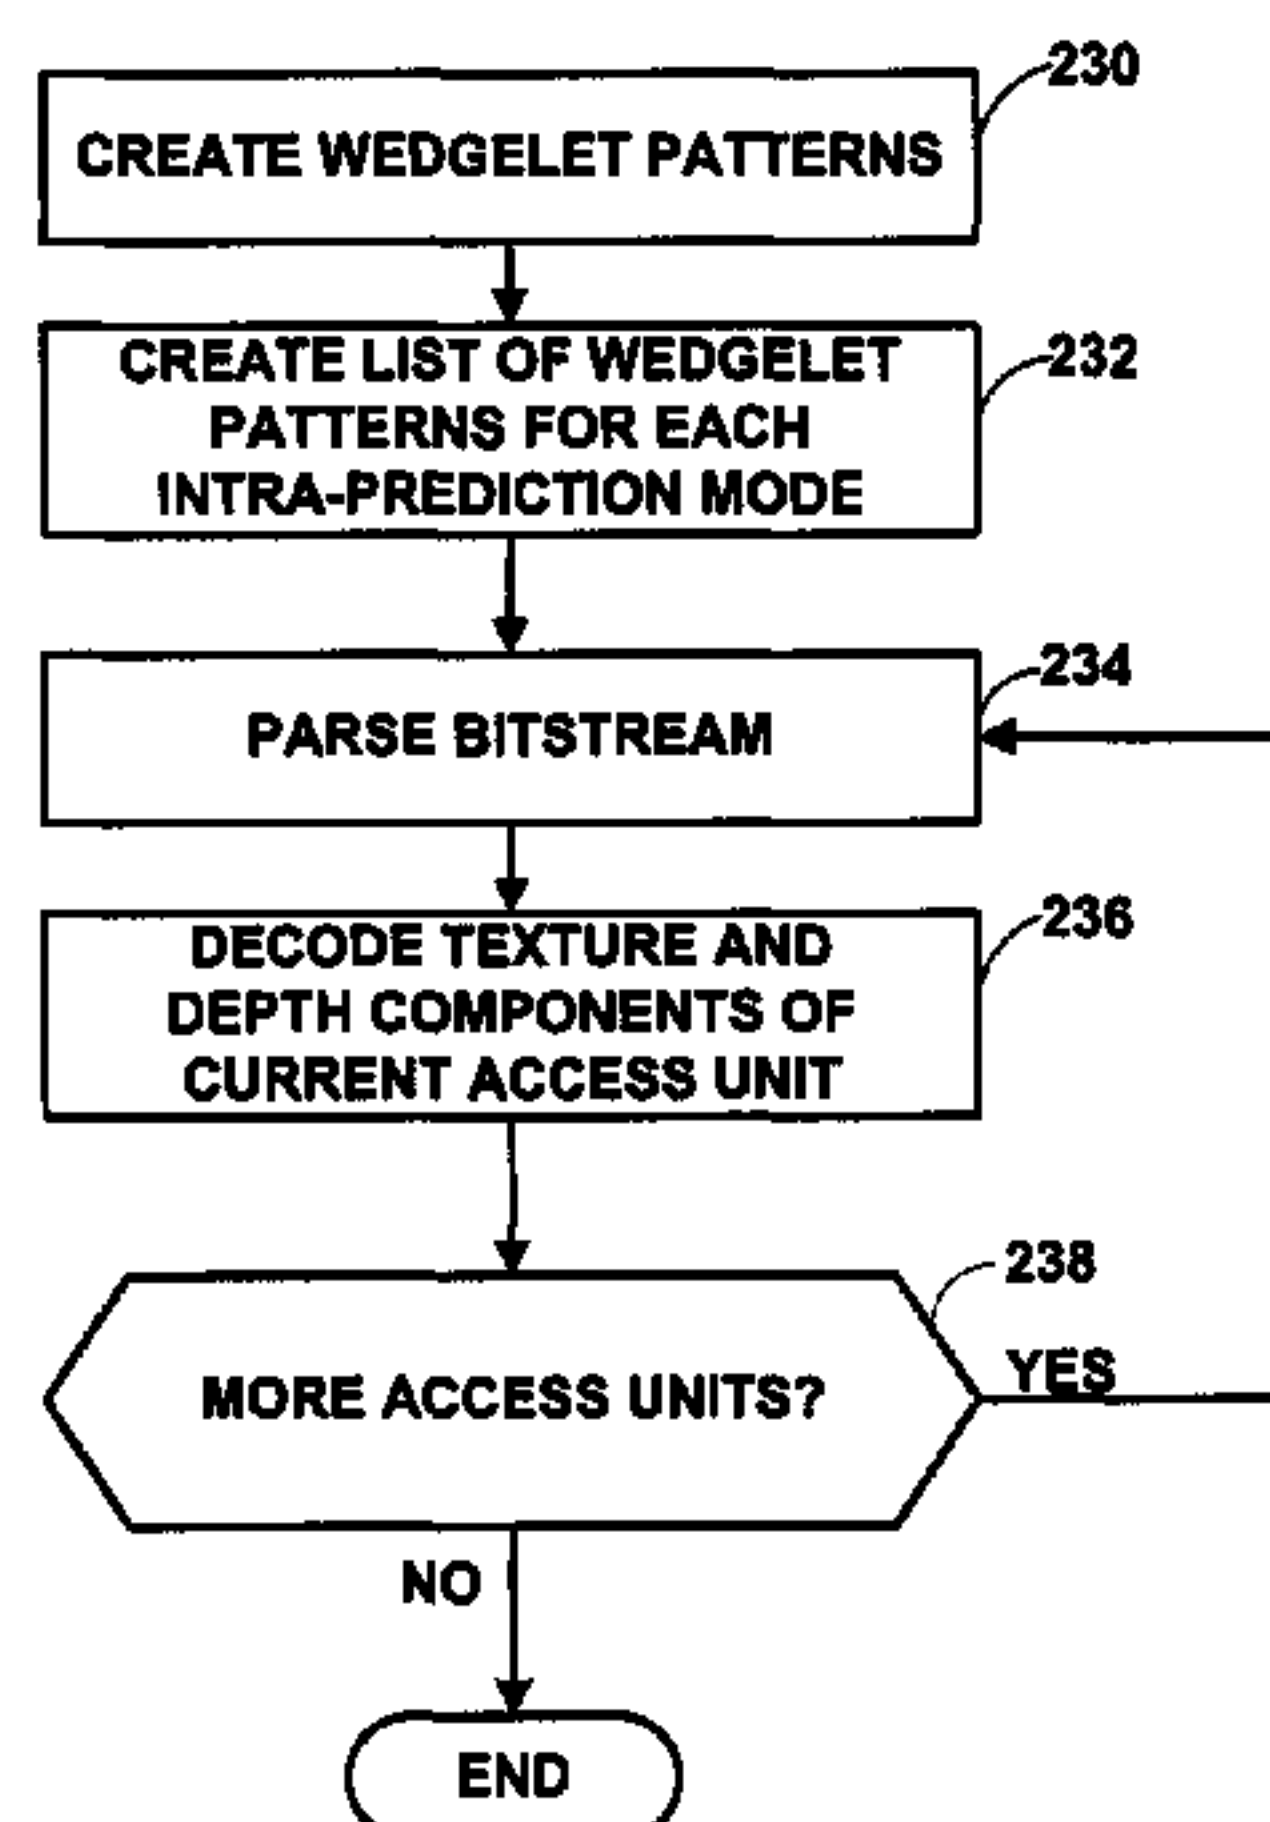 230
CREATE WEDGELET PATTERNS
232
CREATE LIST OF WEDGELET
PATTERNS FOR EACH
INTRA-PREDICTION MODE
234
PARSE BITSTREAM
236
DECODE TEXTURE AND
DEPTH COMPONENTS OF
CURRENT ACCESS UNIT
238
MORE ACCESS UNITS?
YES
NO
END